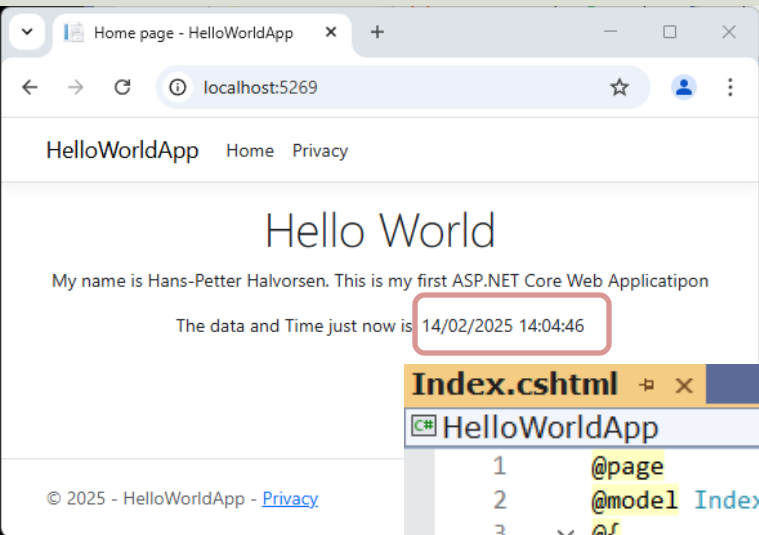 Home page - HelloWorldApp
localhost:5269
HelloWorldApp Home Privacy
Hello World
My name is Hans-Petter Halvorsen. This is my first ASP.NET Core Web Applicatipon
The data and Time just now is 14/02/2025 14:04:46
Index.cshtml
C# HelloWorldApp
1 @page
2 @model Index
3 @{
© 2025 - HelloWorldApp - Privacy